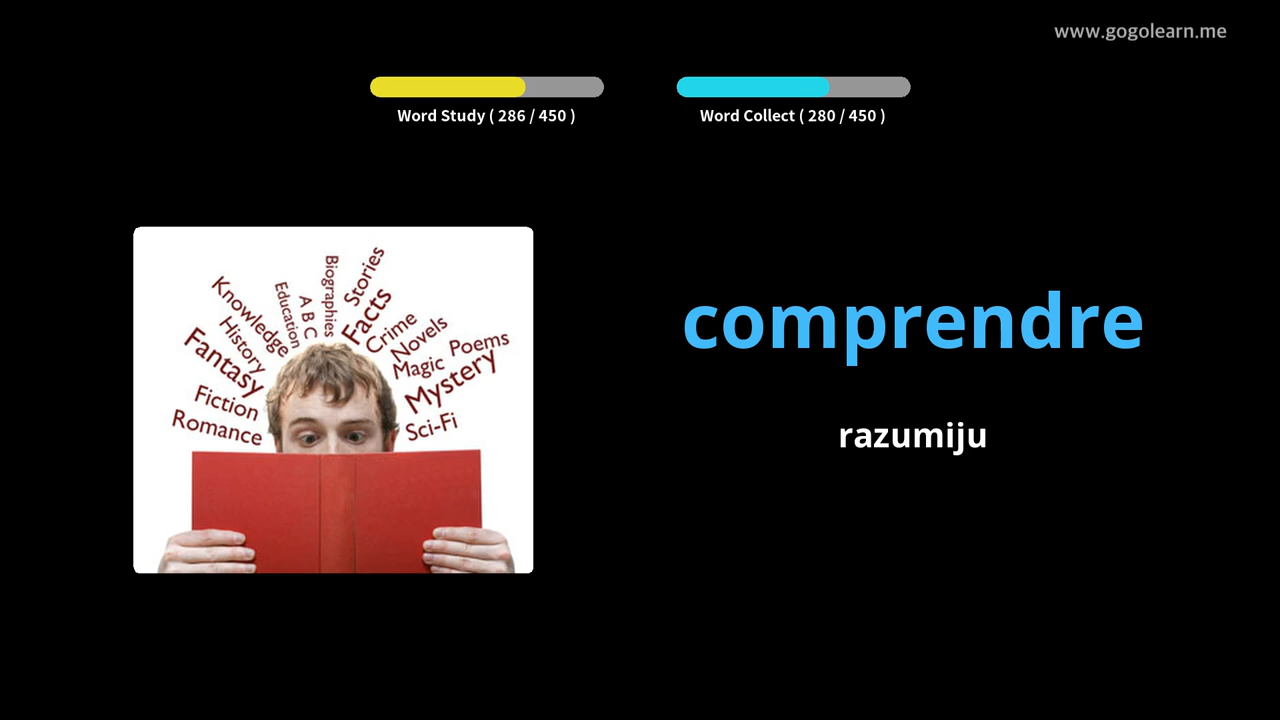 www.gogolearn.me
Word Study ( 286 / 450 )
Word Collect ( 280 / 450 )
Biographies
Stories
Education
A B C
Facts
Knowledge
Crime
History
Novels
Fantasy
Magic
Poems
Fiction
Mystery
Romance
Sci-Fi
comprendre
razumiju